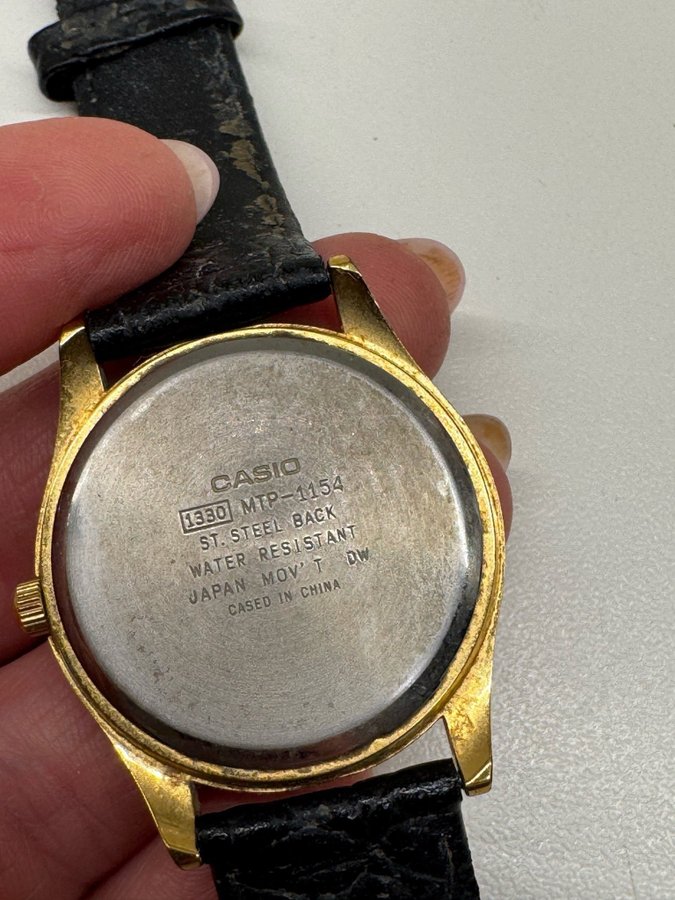 CASIO
1330 MTP-1154
ST. STEEL BACK
WATER RESISTANT
JAPAN MOV'T DW
CASED IN CHINA